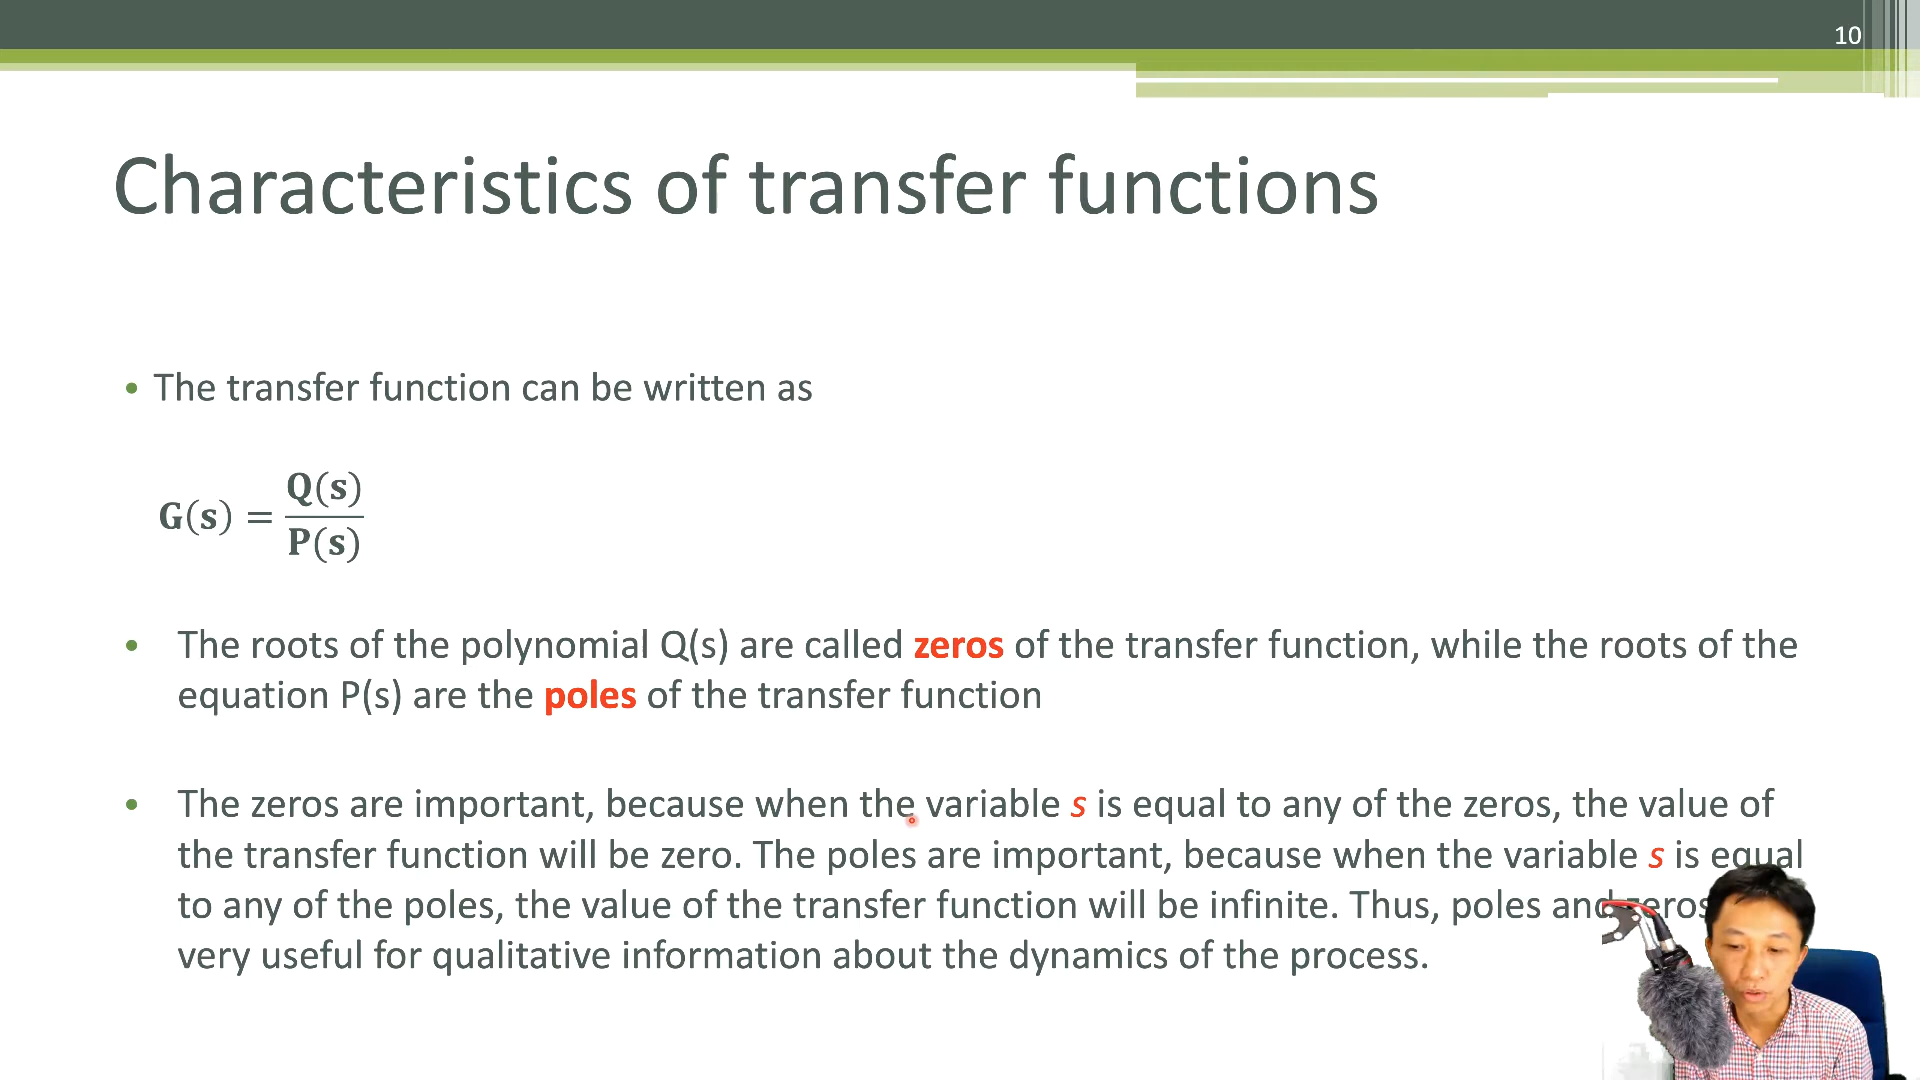 10
Characteristics of transfer functions
• The transfer function can be written as
G(s) = Q(s) / P(s)
• The roots of the polynomial Q(s) are called zeros of the transfer function, while the roots of the
equation P(s) are the poles of the transfer function
• The zeros are important, because when the variable s is equal to any of the zeros, the value of
the transfer function will be zero. The poles are important, because when the variable s is equal
to any of the poles, the value of the transfer function will be infinite. Thus, poles and zeros
very useful for qualitative information about the dynamics of the process.